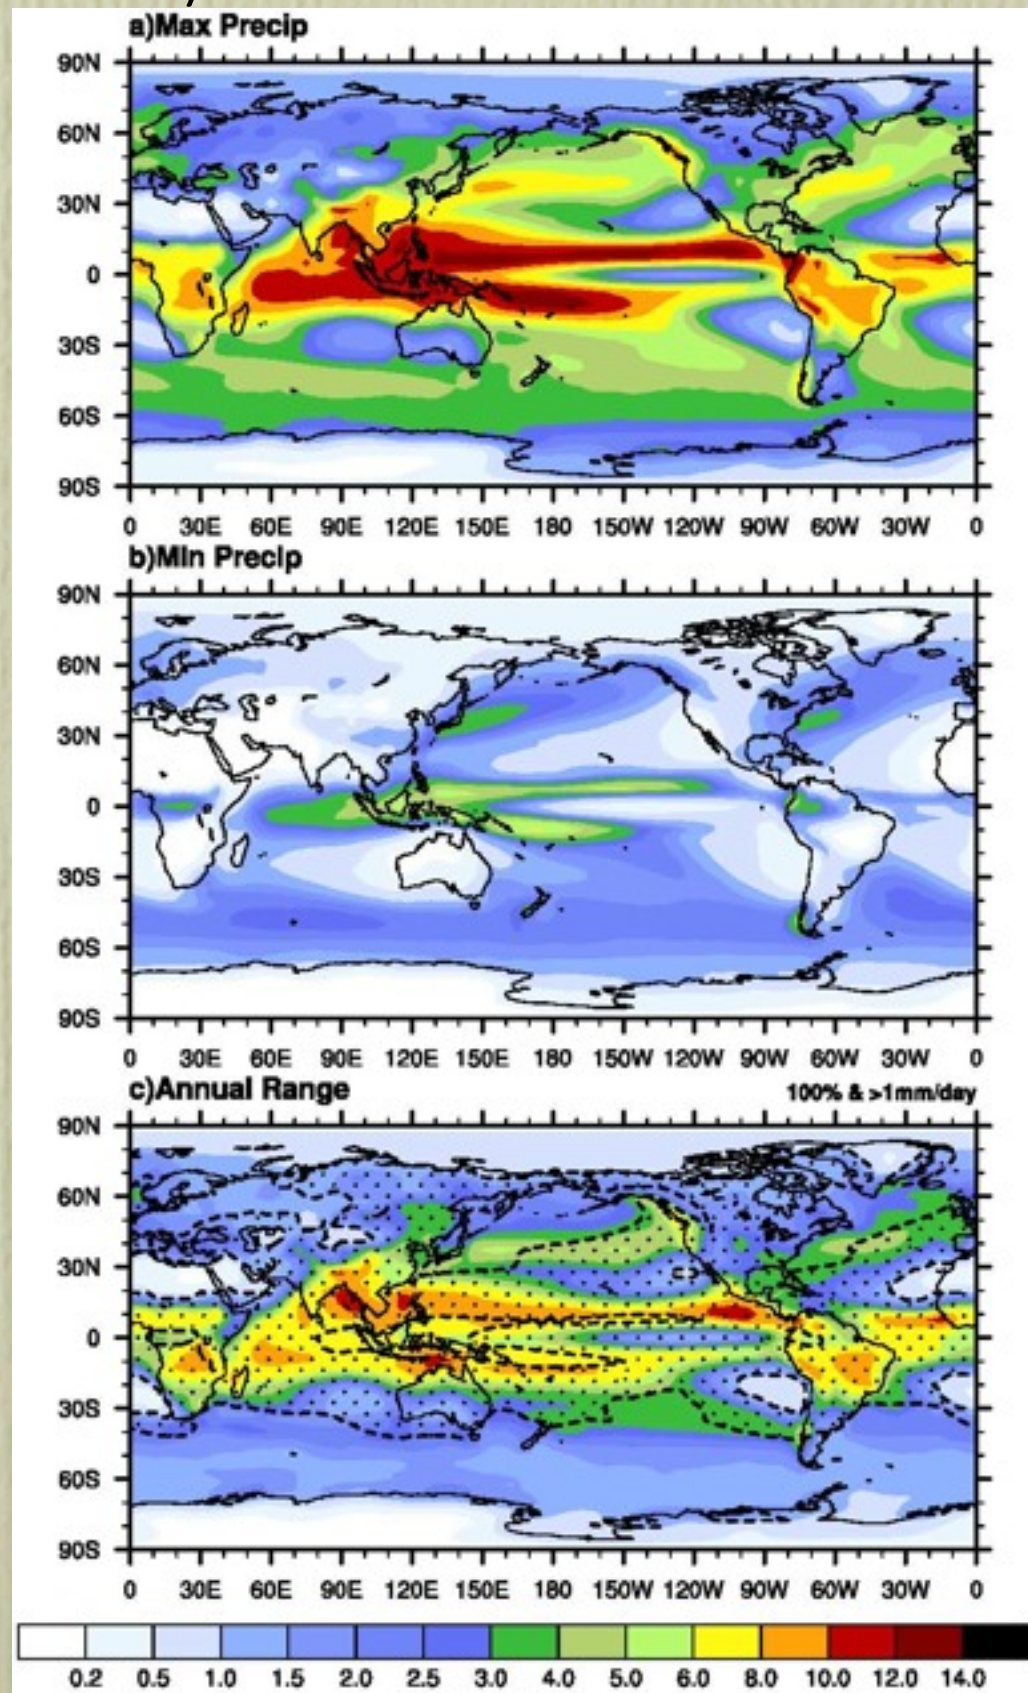 a)Max Precip
90N
60N
30N
0
30S
60S
90S
0 30E 60E 90E 120E 150E 180 150W 120W 90W 60W 30W 0
b)Min Precip
90N
60N
30N
0
30S
60S
90S
0 30E 60E 90E 120E 150E 180 150W 120W 90W 60W 30W 0
c)Annual Range 100% & >1mm/day
90N
60N
30N
0
30S
60S
90S
0 30E 60E 90E 120E 150E 180 150W 120W 90W 60W 30W 0
0.2 0.5 1.0 1.5 2.0 2.5 3.0 4.0 5.0 6.0 8.0 10.0 12.0 14.0